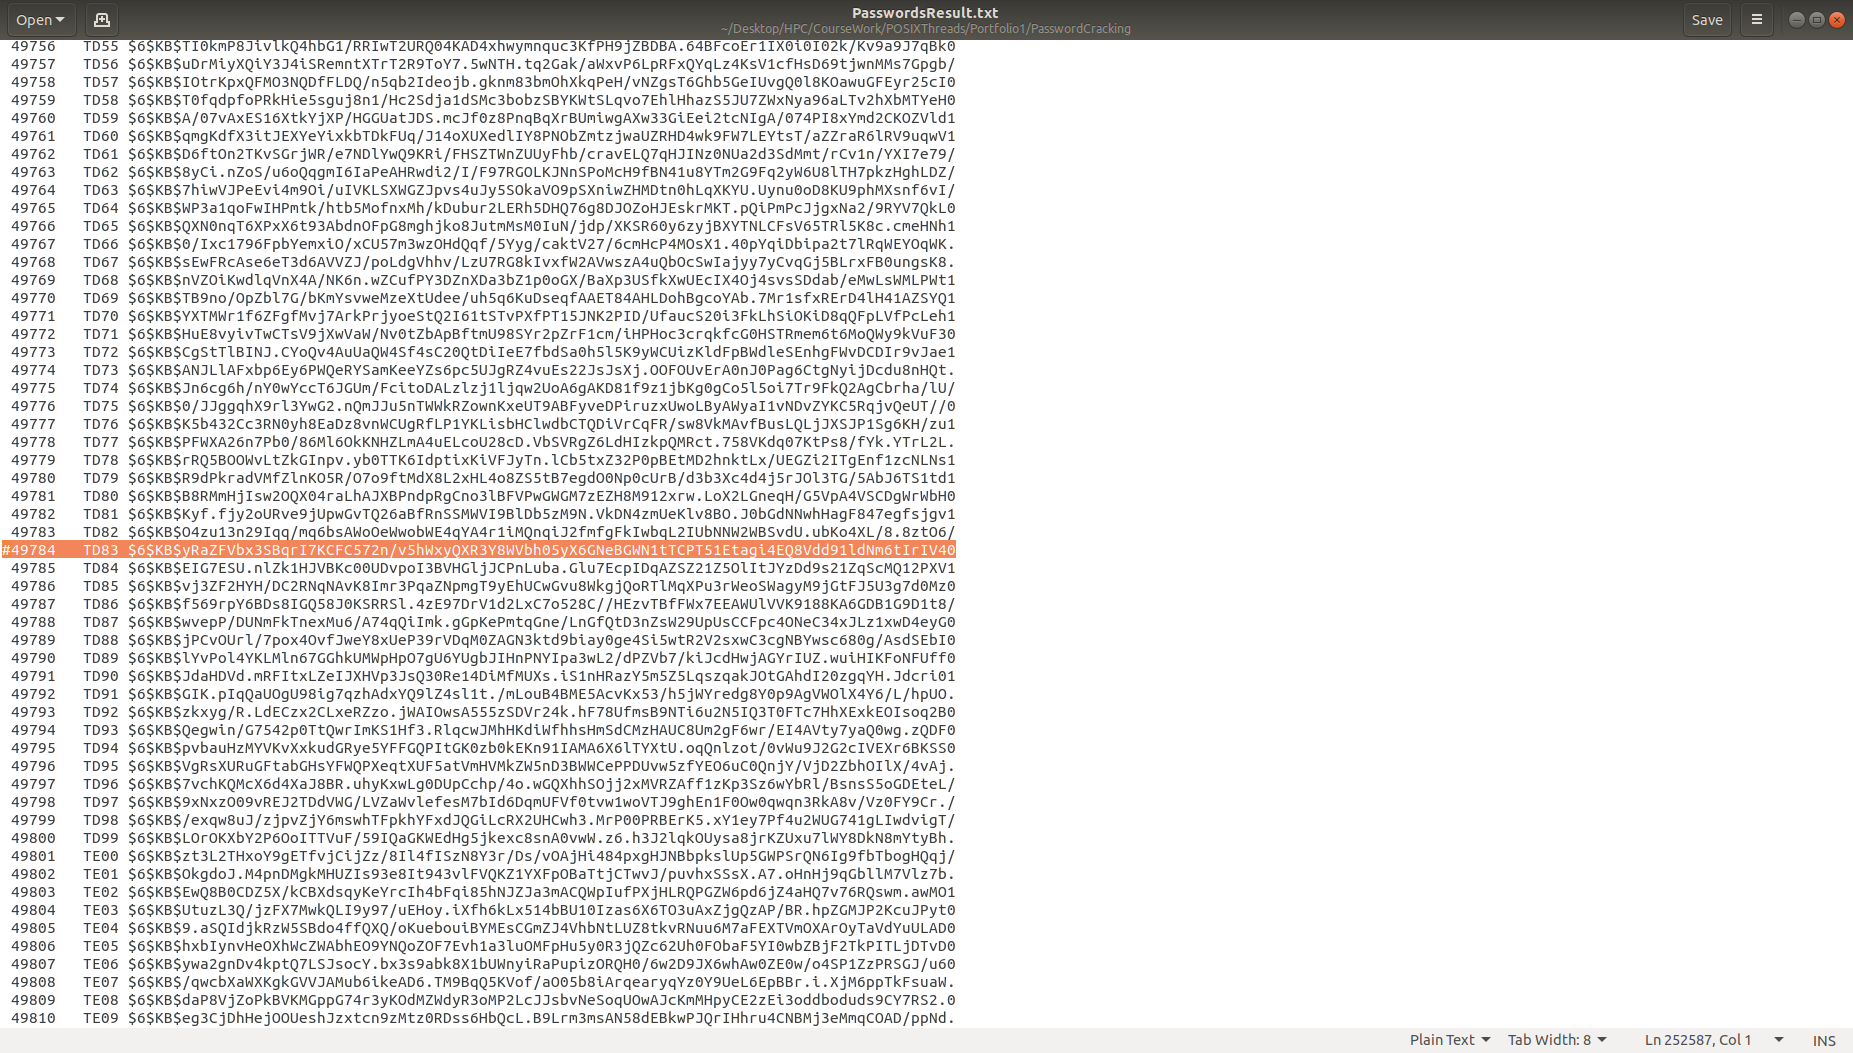 Open
PasswordsResult.txt
~/Desktop/HPC/CourseWork/POSIXThreads/Portfolio1/PasswordCracking
Save
49756 TD55 $6$KB$TI0kmP8JivlkQ4hbG1/RRIwT2URQ04KAD4xhwymnquc3KfPH9jZBDBA.64BFcoEr1IX0i0I02k/Kv9a9J7qBk0
49757 TD56 $6$KB$uDrMiyXQiY3J4iSRemntXTrT2R9ToY7.5wNTH.tq2Gak/aWxvP6LpRFxQYqLz4KsV1cfHsD69tjwnMMs7Gpgb/
49758 TD57 $6$KB$IOtrKpxQFMO3NQDfFLDQ/n5qb2Ideojb.gknm83bmOhXkqPeH/vNZgsT6Ghb5GeIUvgQ0l8KOawuGFEyr25cI0
49759 TD58 $6$KB$T0fqdpfoPRkHie5sguj8n1/Hc2Sdja1dSMc3bobzSBYKWtSLqvo7EhlHhazS5JU7ZWxNya96aLTv2hXbMTYeH0
49760 TD59 $6$KB$A/07vAxES16XtkYjXP/HGGUatJDS.mcJf0z8PnqBqXrBUmiwgAXw33GiEei2tcNIgA/074PI8xYmd2CKOZVld1
49761 TD60 $6$KB$qmgKdfX3itJEXYeYixkbTDkFUq/J14oXUXedlIY8PNObZmtzjwaUZRHD4wk9FW7LEYtsT/aZZraR6lRV9uqwV1
49762 TD61 $6$KB$D6ftOn2TKvSGrjWR/e7NDlYwQ9KRi/FHSZTWnZUUyFhb/cravELQ7qHJINz0NUa2d3SdMmt/rCv1n/YXI7e79/
49763 TD62 $6$KB$8yCi.nZoS/u6oQqgmI6IaPeAHRwdi2/I/F97RGOLKJNnSPoMcH9fBN41u8YTm2G9Fq2yW6U8lTH7pkzHghLDZ/
49764 TD63 $6$KB$7hiwVJPeEvi4m9Oi/uIVKLSXWGZJpvs4uJy5SOkaVO9pSXniwZHMDtn0hLqXKYU.Uynu0oD8KU9phMXsnf6vI/
49765 TD64 $6$KB$WP3a1qoFwIHPmtk/htb5MofnxMh/kDubur2LERh5DHQ76g8DJOZoHJEskrMKT.pQiPmPcJjgxNa2/9RYV7QkL0
49766 TD65 $6$KB$QXN0nqT6XPxX6t93AbdnOFpG8mghjko8JutmMsM0IuN/jdp/XKSR60y6zyjBXYTNLCFsV65TRl5K8c.cmeHNh1
49767 TD66 $6$KB$0/Ixc1796FpbYemxiO/xCU57m3wzOHdQqf/5Yyg/caktV27/6cmHcP4MOsX1.40pYqiDbipa2t7lRqWEYOqWK.
49768 TD67 $6$KB$sEwFRcAse6eT3d6AVVZJ/poLdgVhhv/LzU7RG8kIvxfW2AVwszA4uQbOcSwIajyy7yCvqGj5BLrxFB0ungsK8.
49769 TD68 $6$KB$nVZOiKwdlqVnX4A/NK6n.wZCufPY3DZnXDa3bZ1p0oGX/BaXp3USfkXwUEcIX4Oj4svsSDdab/eMwLsWMLPWt1
49770 TD69 $6$KB$TB9no/OpZbl7G/bKmYsvweMzeXtUdee/uh5q6KuDseqfAAET84AHLDohBgcoYAb.7Mr1sfxRErD4lH41AZSYQ1
49771 TD70 $6$KB$YXTMWr1f6ZFgfMvj7ArkPrjyoeStQ2I61tSTvPXfPT15JNK2PID/UfaucS20i3FkLhSiOKiD8qQFpLVfPcLeh1
49772 TD71 $6$KB$HuE8vyivTwCTsV9jXwVaW/Nv0tZbApBftmU98SYr2pZrF1cm/iHPHoc3crqkfcG0HSTRmem6t6MoQWy9kVuF30
49773 TD72 $6$KB$CgStTlBINJ.CYoQv4AuUaQW4Sf4sC20QtDiIeE7fbdSa0h5l5K9yWCUizKldFpBWdleSEnhgFWvDCDIr9vJae1
49774 TD73 $6$KB$ANJLlAFxbp6Ey6PWQeRYSamKeeYZs6pc5UJgRZ4vuEs22JsJsXj.OOFOUvErA0nJ0Pag6CtgNyijDcdu8nHQt.
49775 TD74 $6$KB$Jn6cg6h/nY0wYccT6JGUm/FcitoDALzlzj1ljqw2UoA6gAKD81f9z1jbKg0gCo5l5oi7Tr9FkQ2AgCbrha/lU/
49776 TD75 $6$KB$0/JJggqhX9rl3YwG2.nQmJJu5nTWWkRZownKxeUT9ABFyveDPiruzxUwoLByAWyaI1vNDvZYKC5RqjvQeUT//0
49777 TD76 $6$KB$K5b432Cc3RN0yh8EaDz8vnWCUgRfLP1YKLisbHClwdbCTQDiVrCqFR/sw8VkMAvfBusLQLjJXSJP1Sg6KH/zu1
49778 TD77 $6$KB$PFWXA26n7Pb0/86Ml6OkKNHZLmA4uELcoU28cD.VbSVRgZ6LdHIzkpQMRct.758VKdq07KtPs8/fYk.YTrL2L.
49779 TD78 $6$KB$rRQ5BOOWvLtZkGInpv.yb0TTK6IdptixKiVFJyTn.lCb5txZ32P0pBEtMD2hnktLx/UEGZi2ITgEnf1zcNLNs1
49780 TD79 $6$KB$R9dPkradVMfZlnKO5R/O7o9ftMdX8L2xHL4o8ZS5tB7egdO0Np0cUrB/d3b3Xc4d4j5rJOl3TG/5AbJ6TS1td1
49781 TD80 $6$KB$B8RMmHjIsw2OQX04raLhAJXBPndpRgCno3lBFVPwGWGM7zEZH8M912xrw.LoX2LGneqH/G5VpA4VSCDgWrWbH0
49782 TD81 $6$KB$Kyf.fjy2oURve9jUpwGvTQ26aBfRnSSMWVI9BlDb5zM9N.VkDN4zmUeKlv8BO.J0bGdNNwhHagF847egfsjgv1
49783 TD82 $6$KB$O4zu13n29Iqq/mq6bsAWoOeWwobWE4qYA4r1iMQnqiJ2fmfgFkIwbqL2IUbNNW2WBSvdU.ubKo4XL/8.8ztO6/
#49784 TD83 $6$KB$yRaZFVbx3SBqrI7KCFC572n/v5hWxyQXR3Y8WVbh05yX6GNeBGWN1tTCPT51Etagi4EQ8Vdd91ldNm6tIrIV40
49785 TD84 $6$KB$EIG7ESU.nlZk1HJVBKc00UDvpoI3BVHGljJCPnLuba.Glu7EcpIDqAZSZ21Z5OlItJYzDd9s21ZqScMQ12PXV1
49786 TD85 $6$KB$vj3ZF2HYH/DC2RNqNAvK8Imr3PqaZNpmgT9yEhUCwGvu8WkgjQoRTlMqXPu3rWeoSWagyM9jGtFJ5U3g7d0Mz0
49787 TD86 $6$KB$f569rpY6BDs8IGQ58J0KSRRSl.4zE97DrV1d2LxC7o528C//HEzvTBfFWx7EEAWUlVVK9188KA6GDB1G9D1t8/
49788 TD87 $6$KB$wvepP/DUNmFkTnexMu6/A74qQiImk.gGpKePmtqGne/LnGfQtD3nZsW29UpUsCCFpc4ONeC34xJLz1xwD4eyG0
49789 TD88 $6$KB$jPCvOUrl/7pox4OvfJweY8xUeP39rVDqM0ZAGN3ktd9biay0ge4Si5wtR2V2sxwC3cgNBYwsc680g/AsdSEbI0
49790 TD89 $6$KB$lYvPol4YKLMln67GGhkUMWpHpO7gU6YUgbJIHnPNYIpa3wL2/dPZVb7/kiJcdHwjAGYrIUZ.wuiHIKFoNFUff0
49791 TD90 $6$KB$JdaHDVd.mRFItxLZeIJXHVp3JsQ30Re14DiMfMUXs.iS1nHRazY5m5Z5LqszqakJOtGAhdI20zgqYH.Jdcri01
49792 TD91 $6$KB$GIK.pIqQaUOgU98ig7qzhAdxYQ9lZ4sl1t./mLouB4BME5AcvKx53/h5jWYredg8Y0p9AgVWOlX4Y6/L/hpUO.
49793 TD92 $6$KB$zkxyg/R.LdECzx2CLxeRZzo.jWAIOwsA555zSDVr24k.hF78UfmsB9NTi6u2N5IQ3T0FTc7HhXExkEOIsoq2B0
49794 TD93 $6$KB$Qegwin/G7542p0TtQwrImKS1Hf3.RlqcwJMhHKdiWfhhsHmSdCMzHAUC8Um2gF6wr/EI4AVty7yaQ0wg.zQDF0
49795 TD94 $6$KB$pvbauHzMYVKvXxkudGRye5YFFGQPItGK0zb0kEKn91IAMA6X6lTYXtU.oqQnlzot/0vWu9J2G2cIVEXr6BKSS0
49796 TD95 $6$KB$VgRsXURuGFtabGHsYFWQPXeqtXUF5atVmHVMkZW5nD3BWWCePPDUvw5zfYEO6uC0QnjY/VjD2ZbhOIlX/4vAj.
49797 TD96 $6$KB$7vchKQMcX6d4XaJ8BR.uhyKxwLg0DUpCchp/4o.wGQXhhSOjj2xMVRZAff1zKp3Sz6wYbRl/BsnsS5oGDEteL/
49798 TD97 $6$KB$9xNxzO09vREJ2TDdVWG/LVZaWvlefesM7bId6DqmUFVf0tvw1woVTJ9ghEn1F0Ow0qwqn3RkA8v/Vz0FY9Cr./
49799 TD98 $6$KB$/exqw8uJ/zjpvZjY6mswhTFpkhYFxdJQGiLcRX2UHCwh3.MrP00PRBErK5.xY1ey7Pf4u2WUG741gLIwdvigT/
49800 TD99 $6$KB$LOrOKXbY2P6OoITTVuF/59IQaGKWEdHg5jkexc8snA0vwW.z6.h3J2lqkOUysa8jrKZUxu7lWY8DkN8mYtyBh.
49801 TE00 $6$KB$zt3L2THxoY9gETfvjCijZz/8Il4fISzN8Y3r/Ds/vOAjHi484pxgHJNBbpkslUp5GWPSrQN6Ig9fbTbogHQqj/
49802 TE01 $6$KB$OkgdoJ.M4pnDMgkMHUZIs93e8It943vlFVQKZ1YXFpOBaTtjCTwvJ/puvhxSSsX.A7.oHnHj9qGbllM7Vlz7b.
49803 TE02 $6$KB$EwQ8B0CDZ5X/kCBXdsqyKeYrcIh4bFqi85hNJZJa3mACQWpIufPXjHLRQPGZW6pd6jZ4aHQ7v76RQswm.awMO1
49804 TE03 $6$KB$UtuzL3Q/jzFX7MwkQLI9y97/uEHoy.iXfh6kLx514bBU10Izas6X6TO3uAxZjgQzAP/BR.hpZGMJP2KcuJPyt0
49805 TE04 $6$KB$9.aSQIdjkRzW5SBdo4ffQXQ/oKuebouiBYMEsCGmZJ4VhbNtLUZ8tkvRNuu6M7aFEXTVmOXArOyTaVdYuULAD0
49806 TE05 $6$KB$hxbIynvHeOXhWcZWAbhEO9YNQoZOF7Evh1a3luOMFpHu5y0R3jQZc62Uh0FObaF5YI0wbZBjF2TkPITLjDTvD0
49807 TE06 $6$KB$ywa2gnDv4kptQ7LSJsocY.bx3s9abk8X1bUWnyiRaPupizORQH0/6w2D9JX6whAw0ZE0w/o4SP1ZzPRSGJ/u60
49808 TE07 $6$KB$/qwcbXaWXKgkGVVJAMub6ikeAD6.TM9BqQ5KVof/aO05b8iArqearyqYz0Y9UeL6EpBBr.i.XjM6ppTkFsuaW.
49809 TE08 $6$KB$daP8VjZoPkBVKMGppG74r3yKOdMZWdyR3oMP2LcJJsbvNeSoqUOwAJcKmMHpyCE2zEi3oddboduds9CY7RS2.0
49810 TE09 $6$KB$eg3CjDhHejOOUeshJzxtcn9zMtz0RDss6HbQcL.B9Lrm3msAN58dEBkwPJQrIHhru4CNBMj3eMmqCOAD/ppNd.
Plain Text
Tab Width: 8
Ln 252587, Col 1
INS